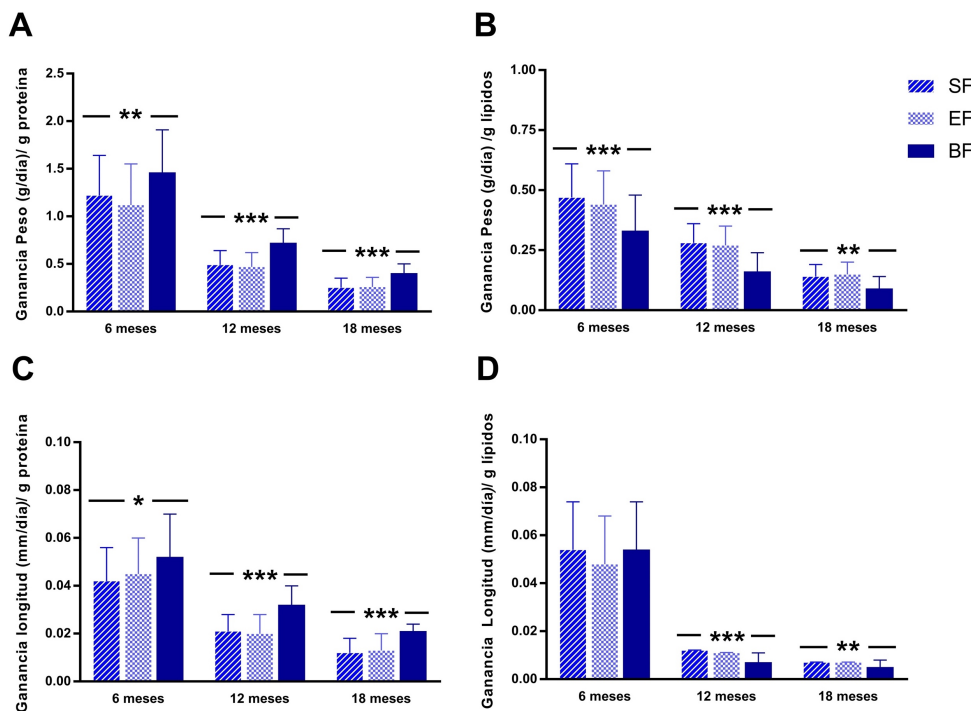 A
Ganancia Peso (g/día)/ g proteína
2.5
2.0
1.5
1.0
0.5
0.0
**
***
***
6 meses
12 meses
18 meses
B
Ganancia Peso (g/día) /g lípidos
1.00
0.75
0.50
0.25
0.00
***
***
**
6 meses
12 meses
18 meses
SF
EF
BF
C
Ganancia longitud (mm/día)/ g proteína
0.10
0.08
0.06
0.04
0.02
0.00
*
***
***
6 meses
12 meses
18 meses
D
Ganancia Longitud (mm/día)/ g lípidos
0.10
0.08
0.06
0.04
0.02
0.00
***
**
6 meses
12 meses
18 meses